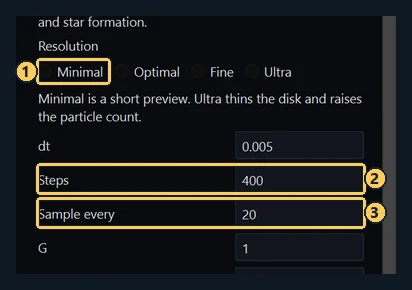 and star formation.
Resolution
1 Minimal Optimal Fine Ultra
Minimal is a short preview. Ultra thins the disk and raises
the particle count.
dt 0.005
Steps 400 2
Sample every 20 3
G 1